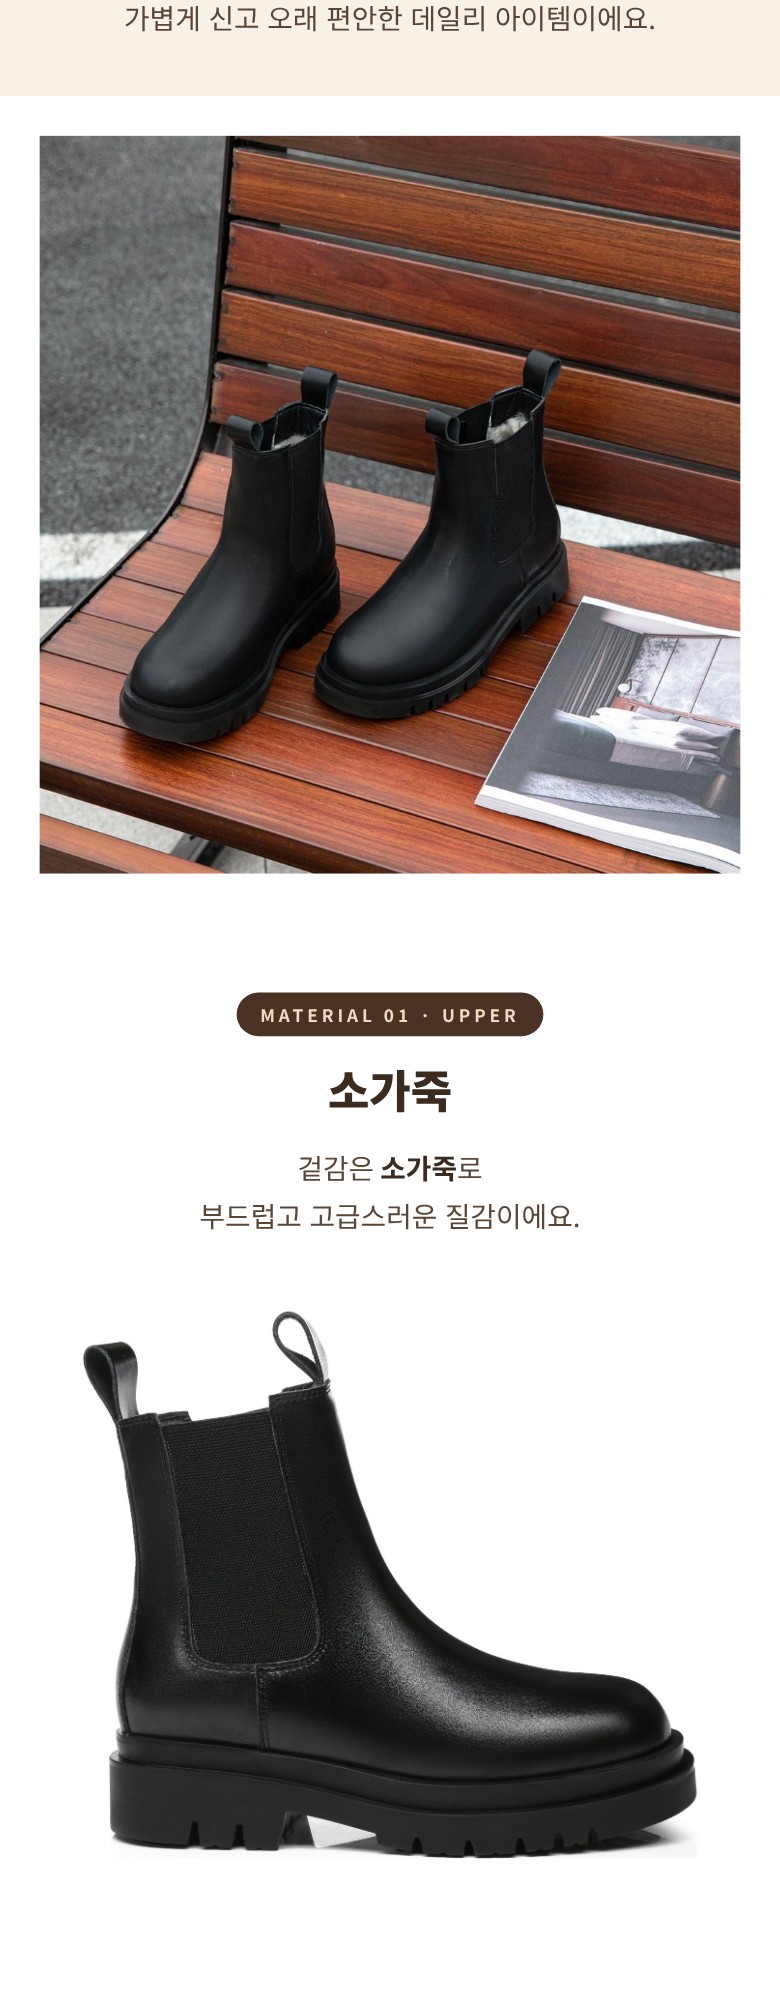 가볍게 신고 오래 편안한 데일리 아이템이에요.
MATERIAL 01 · UPPER
소가죽
겉감은 소가죽로
부드럽고 고급스러운 질감이에요.